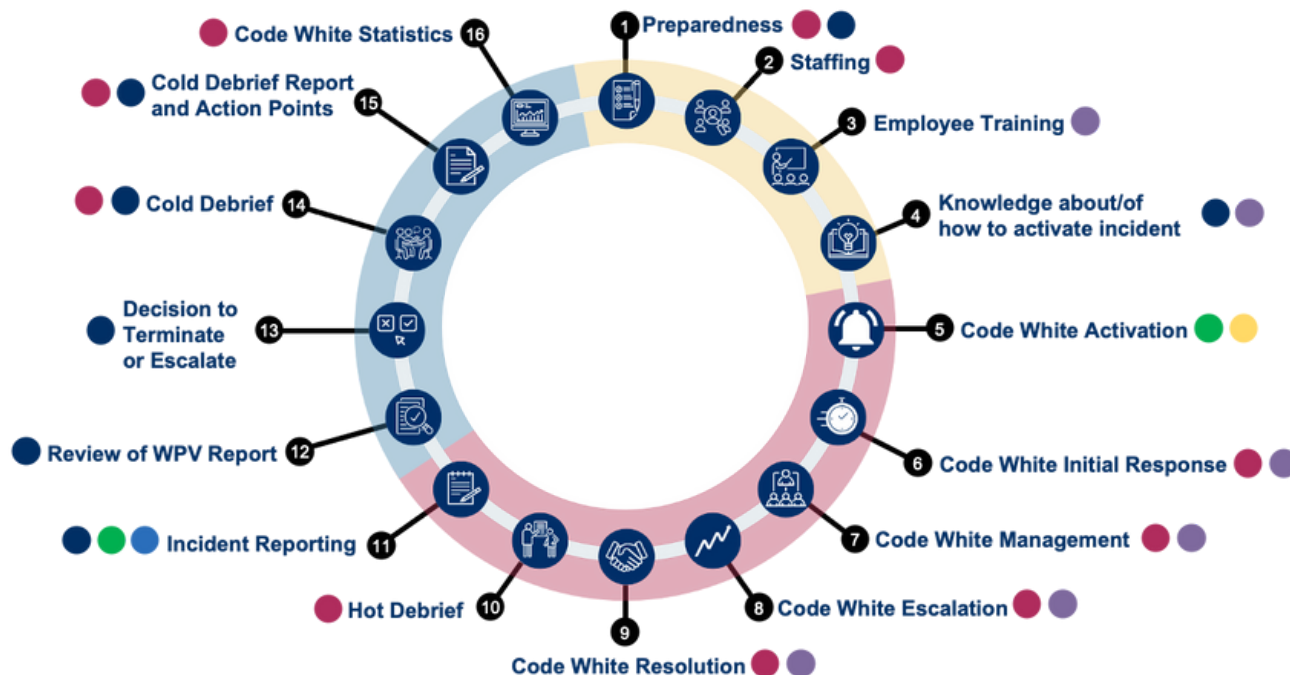 1 Preparedness
2 Staffing
3 Employee Training
4 Knowledge about/of
how to activate incident
5 Code White Activation
6 Code White Initial Response
7 Code White Management
8 Code White Escalation
9 Code White Resolution
10 Hot Debrief
11 Incident Reporting
12 Review of WPV Report
13 Decision to
Terminate
or Escalate
14 Cold Debrief
15 Cold Debrief Report
and Action Points
16 Code White Statistics